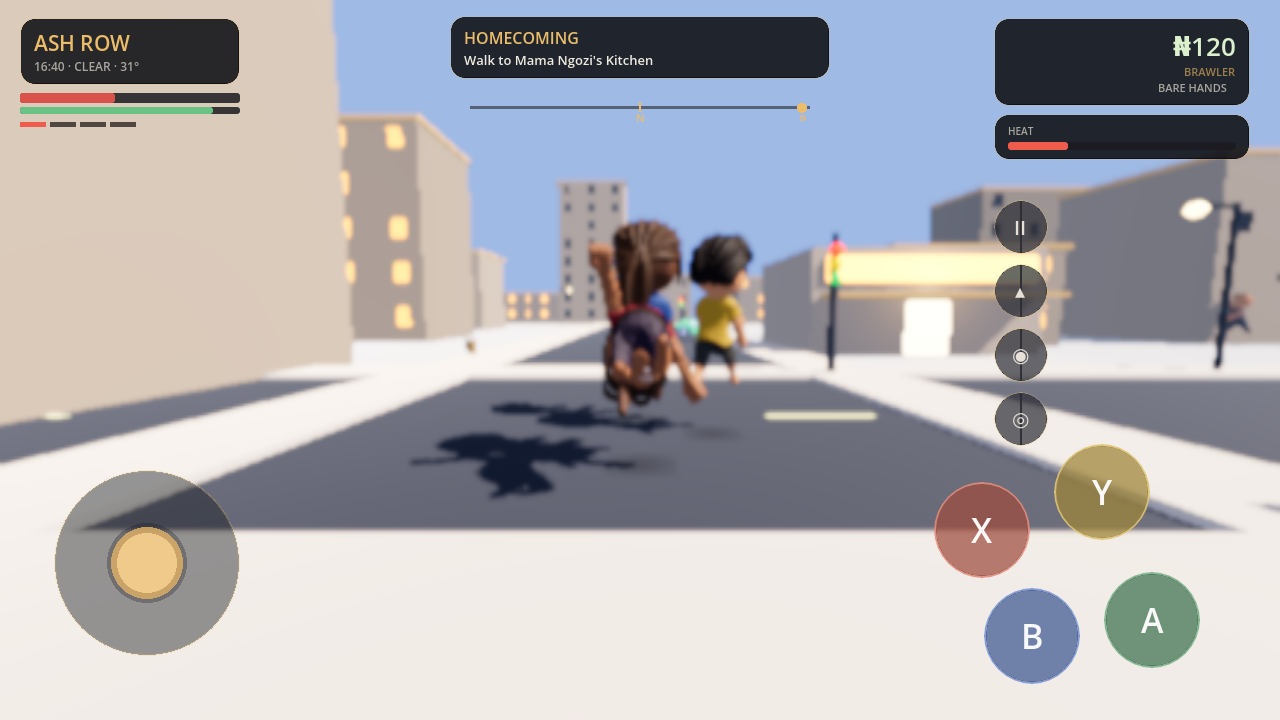 ASH ROW
16:40 · CLEAR · 31°
HOMECOMING
Walk to Mama Ngozi's Kitchen
N
₦120
BRAWLER
BARE HANDS
HEAT
X
Y
B
A